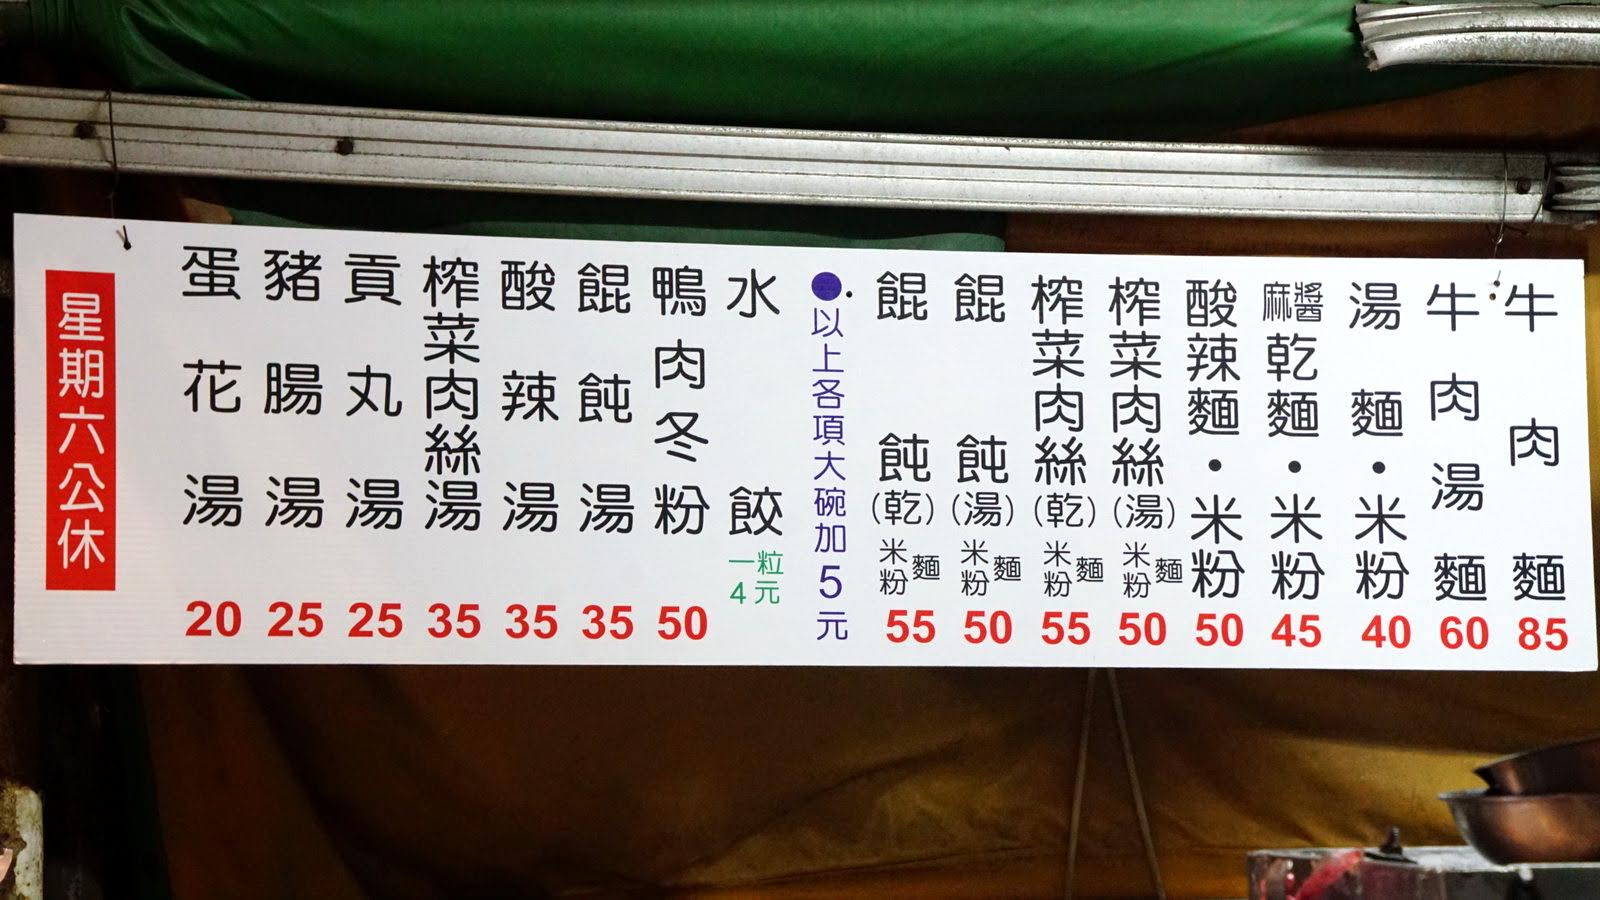 牛肉麵 85
牛肉湯麵 60
湯麵・米粉 40
麻醬乾麵・米粉 45
酸辣麵・米粉 50
榨菜肉絲(湯)米粉麵 50
榨菜肉絲(乾)米粉麵 55
餛飩(湯)米粉麵 50
餛飩(乾)米粉麵 55
●以上各項大碗加5元
水餃一粒4元
鴨肉冬粉 50
餛飩湯 35
酸辣湯 35
榨菜肉絲湯 35
貢丸湯 25
豬腸湯 25
蛋花湯 20
星期六公休